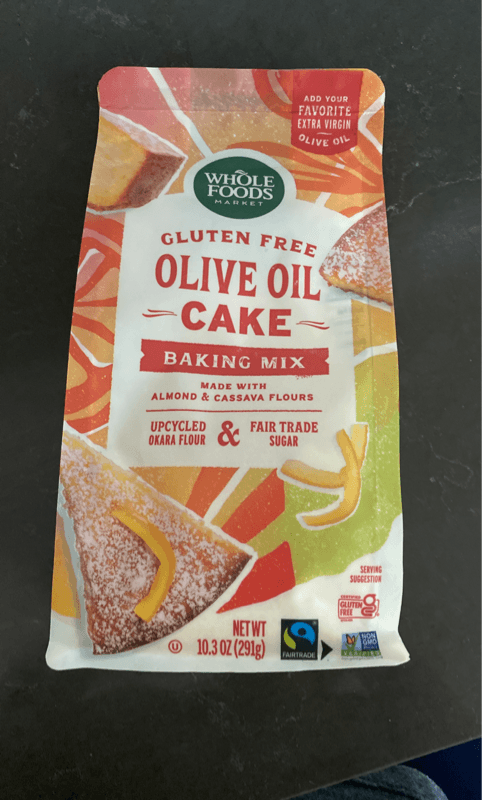 ADD YOUR
FAVORITE
EXTRA VIRGIN
OLIVE OIL
WHOLE
FOODS
MARKET
GLUTEN FREE
OLIVE OIL
CAKE
BAKING MIX
MADE WITH
ALMOND & CASSAVA FLOURS
UPCYCLED
OKARA FLOUR
&
FAIR TRADE
SUGAR
SERVING
SUGGESTION
CERTIFIED
GLUTEN
FREE
NET WT
10.3 OZ (291g)
U
FAIRTRADE
NON
GMO